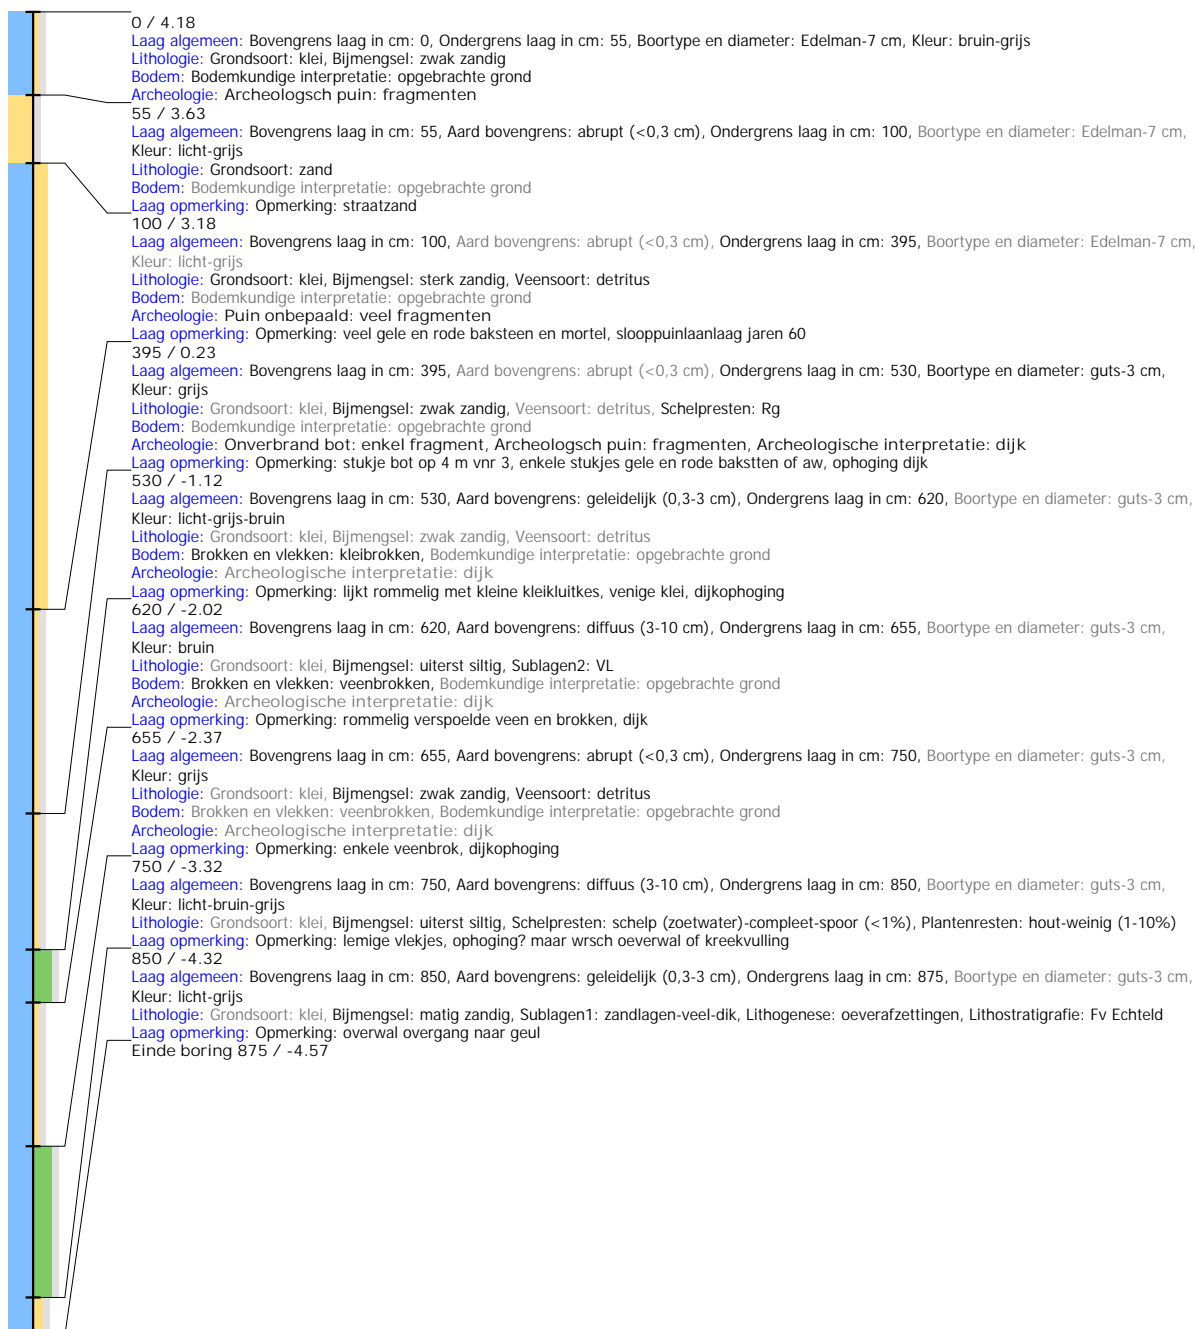 0 / 4.18
Laag algemeen: Bovengrens laag in cm: 0, Ondergrens laag in cm: 55, Boortype en diameter: Edelman-7 cm, Kleur: bruin-grijs
Lithologie: Grondsoort: klei, Bijmengsel: zwak zandig
Bodem: Bodemkundige interpretatie: opgebrachte grond
Archeologie: Archeologsch puin: fragmenten
55 / 3.63
Laag algemeen: Bovengrens laag in cm: 55, Aard bovengrens: abrupt (<0,3 cm), Ondergrens laag in cm: 100, Boortype en diameter: Edelman-7 cm,
Kleur: licht-grijs
Lithologie: Grondsoort: zand
Bodem: Bodemkundige interpretatie: opgebrachte grond
Laag opmerking: Opmerking: straatzand
100 / 3.18
Laag algemeen: Bovengrens laag in cm: 100, Aard bovengrens: abrupt (<0,3 cm), Ondergrens laag in cm: 395, Boortype en diameter: Edelman-7 cm,
Kleur: licht-grijs
Lithologie: Grondsoort: klei, Bijmengsel: sterk zandig, Veensoort: detritus
Bodem: Bodemkundige interpretatie: opgebrachte grond
Archeologie: Puin onbepaald: veel fragmenten
Laag opmerking: Opmerking: veel gele en rode baksteen en mortel, slooppuinlaanlaag jaren 60
395 / 0.23
Laag algemeen: Bovengrens laag in cm: 395, Aard bovengrens: abrupt (<0,3 cm), Ondergrens laag in cm: 530, Boortype en diameter: guts-3 cm,
Kleur: grijs
Lithologie: Grondsoort: klei, Bijmengsel: zwak zandig, Veensoort: detritus, Schelpresten: Rg
Bodem: Bodemkundige interpretatie: opgebrachte grond
Archeologie: Onverbrand bot: enkel fragment, Archeologsch puin: fragmenten, Archeologische interpretatie: dijk
Laag opmerking: Opmerking: stukje bot op 4 m vnr 3, enkele stukjes gele en rode bakstten of aw, ophoging dijk
530 / -1.12
Laag algemeen: Bovengrens laag in cm: 530, Aard bovengrens: geleidelijk (0,3-3 cm), Ondergrens laag in cm: 620, Boortype en diameter: guts-3 cm,
Kleur: licht-grijs-bruin
Lithologie: Grondsoort: klei, Bijmengsel: zwak zandig, Veensoort: detritus
Bodem: Brokken en vlekken: kleibrokken, Bodemkundige interpretatie: opgebrachte grond
Archeologie: Archeologische interpretatie: dijk
Laag opmerking: Opmerking: lijkt rommelig met kleine kleikluitkes, venige klei, dijkophoging
620 / -2.02
Laag algemeen: Bovengrens laag in cm: 620, Aard bovengrens: diffuus (3-10 cm), Ondergrens laag in cm: 655, Boortype en diameter: guts-3 cm,
Kleur: bruin
Lithologie: Grondsoort: klei, Bijmengsel: uiterst siltig, Sublagen2: VL
Bodem: Brokken en vlekken: veenbrokken, Bodemkundige interpretatie: opgebrachte grond
Archeologie: Archeologische interpretatie: dijk
Laag opmerking: Opmerking: rommelig verspoelde veen en brokken, dijk
655 / -2.37
Laag algemeen: Bovengrens laag in cm: 655, Aard bovengrens: abrupt (<0,3 cm), Ondergrens laag in cm: 750, Boortype en diameter: guts-3 cm,
Kleur: grijs
Lithologie: Grondsoort: klei, Bijmengsel: zwak zandig, Veensoort: detritus
Bodem: Brokken en vlekken: veenbrokken, Bodemkundige interpretatie: opgebrachte grond
Archeologie: Archeologische interpretatie: dijk
Laag opmerking: Opmerking: enkele veenbrok, dijkophoging
750 / -3.32
Laag algemeen: Bovengrens laag in cm: 750, Aard bovengrens: diffuus (3-10 cm), Ondergrens laag in cm: 850, Boortype en diameter: guts-3 cm,
Kleur: licht-bruin-grijs
Lithologie: Grondsoort: klei, Bijmengsel: uiterst siltig, Schelpresten: schelp (zoetwater)-compleet-spoor (<1%), Plantenresten: hout-weinig (1-10%)
Laag opmerking: Opmerking: lemige vlekjes, ophoging? maar wrsch oeverwal of kreekvulling
850 / -4.32
Laag algemeen: Bovengrens laag in cm: 850, Aard bovengrens: geleidelijk (0,3-3 cm), Ondergrens laag in cm: 875, Boortype en diameter: guts-3 cm,
Kleur: licht-grijs
Lithologie: Grondsoort: klei, Bijmengsel: matig zandig, Sublagen1: zandlagen-veel-dik, Lithogenese: oeverafzettingen, Lithostratigrafie: Fv Echteld
Laag opmerking: Opmerking: overwal overgang naar geul
Einde boring 875 / -4.57